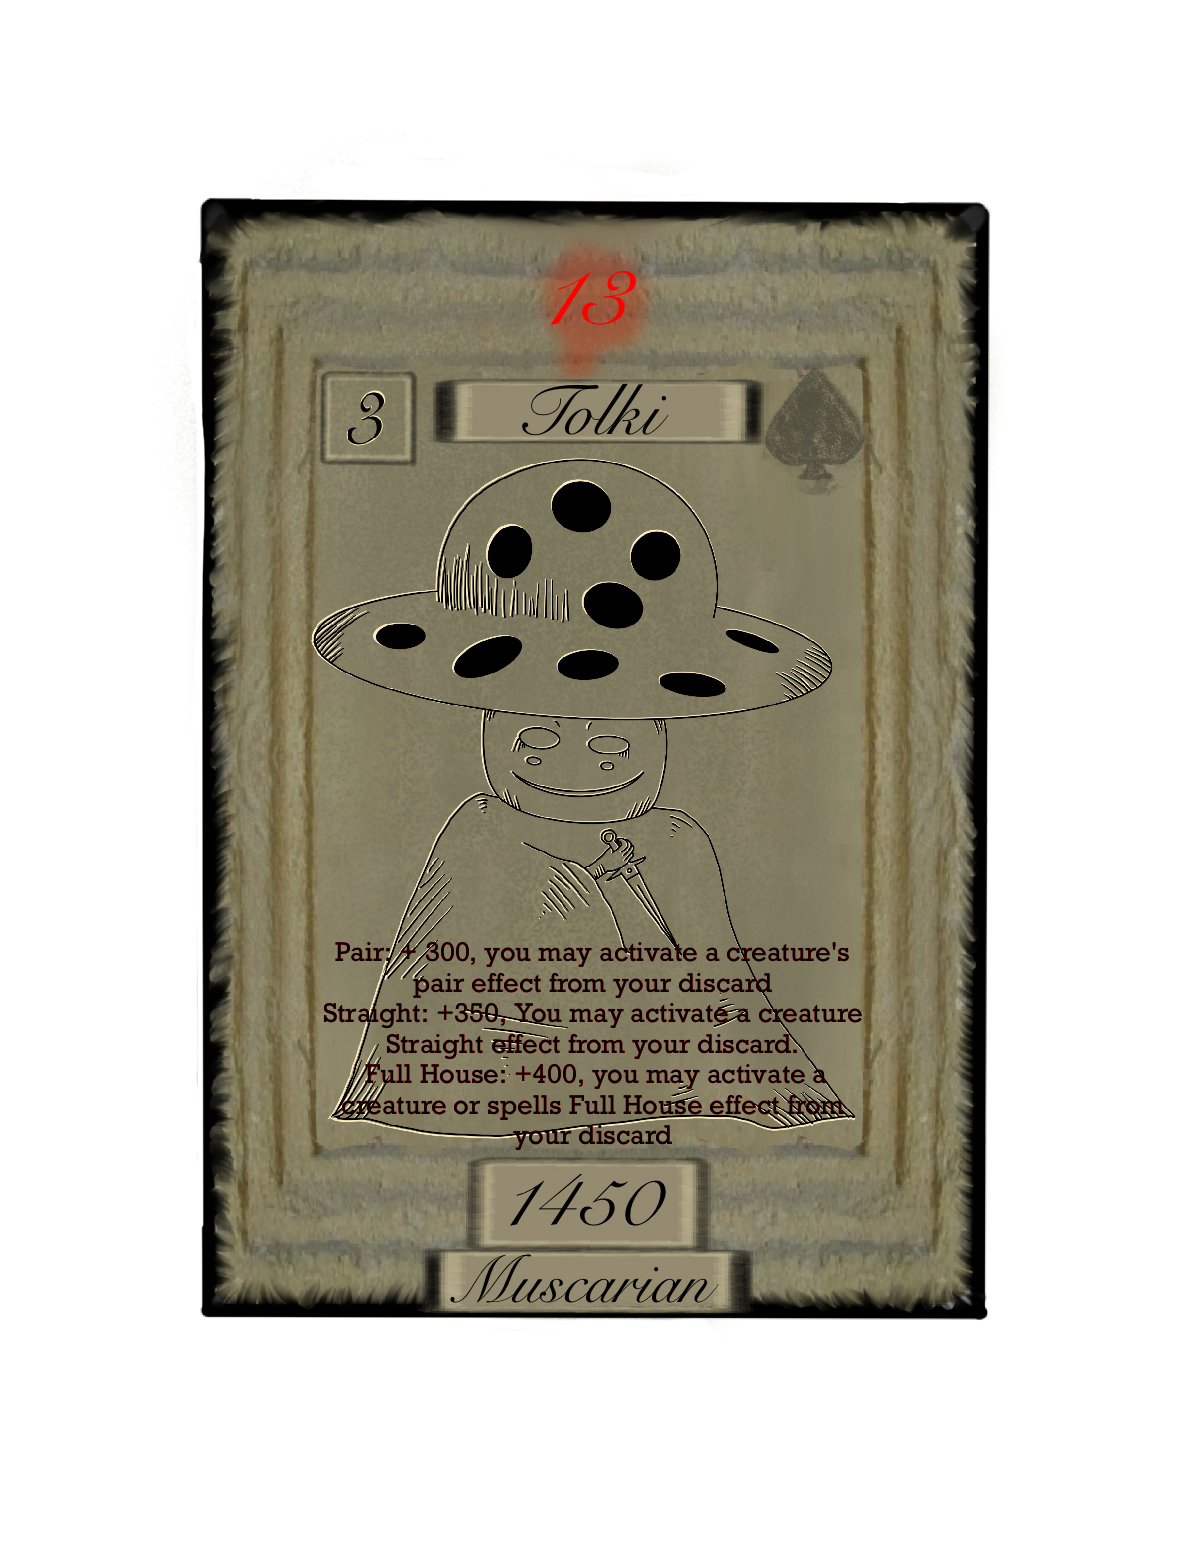 13
3
Tolki
Pair: + 300, you may activate a creature's
pair effect from your discard
Straight: +350, You may activate a creature
Straight effect from your discard.
Full House: +400, you may activate a
creature or spells Full House effect from
your discard
1450
Muscarian